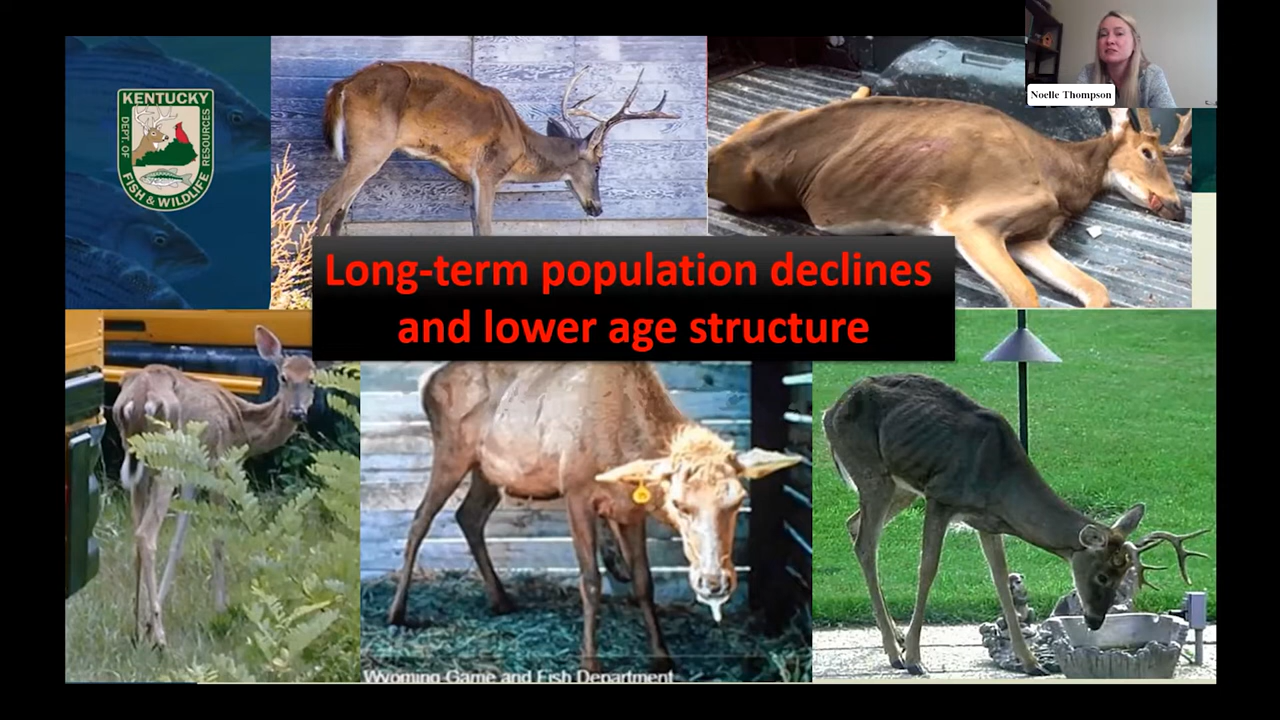 KENTUCKY
DEPT. OF
FISH & WILDLIFE
RESOURCES
Noelle Thompson
Long-term population declines
and lower age structure
Wyoming Game and Fish Department